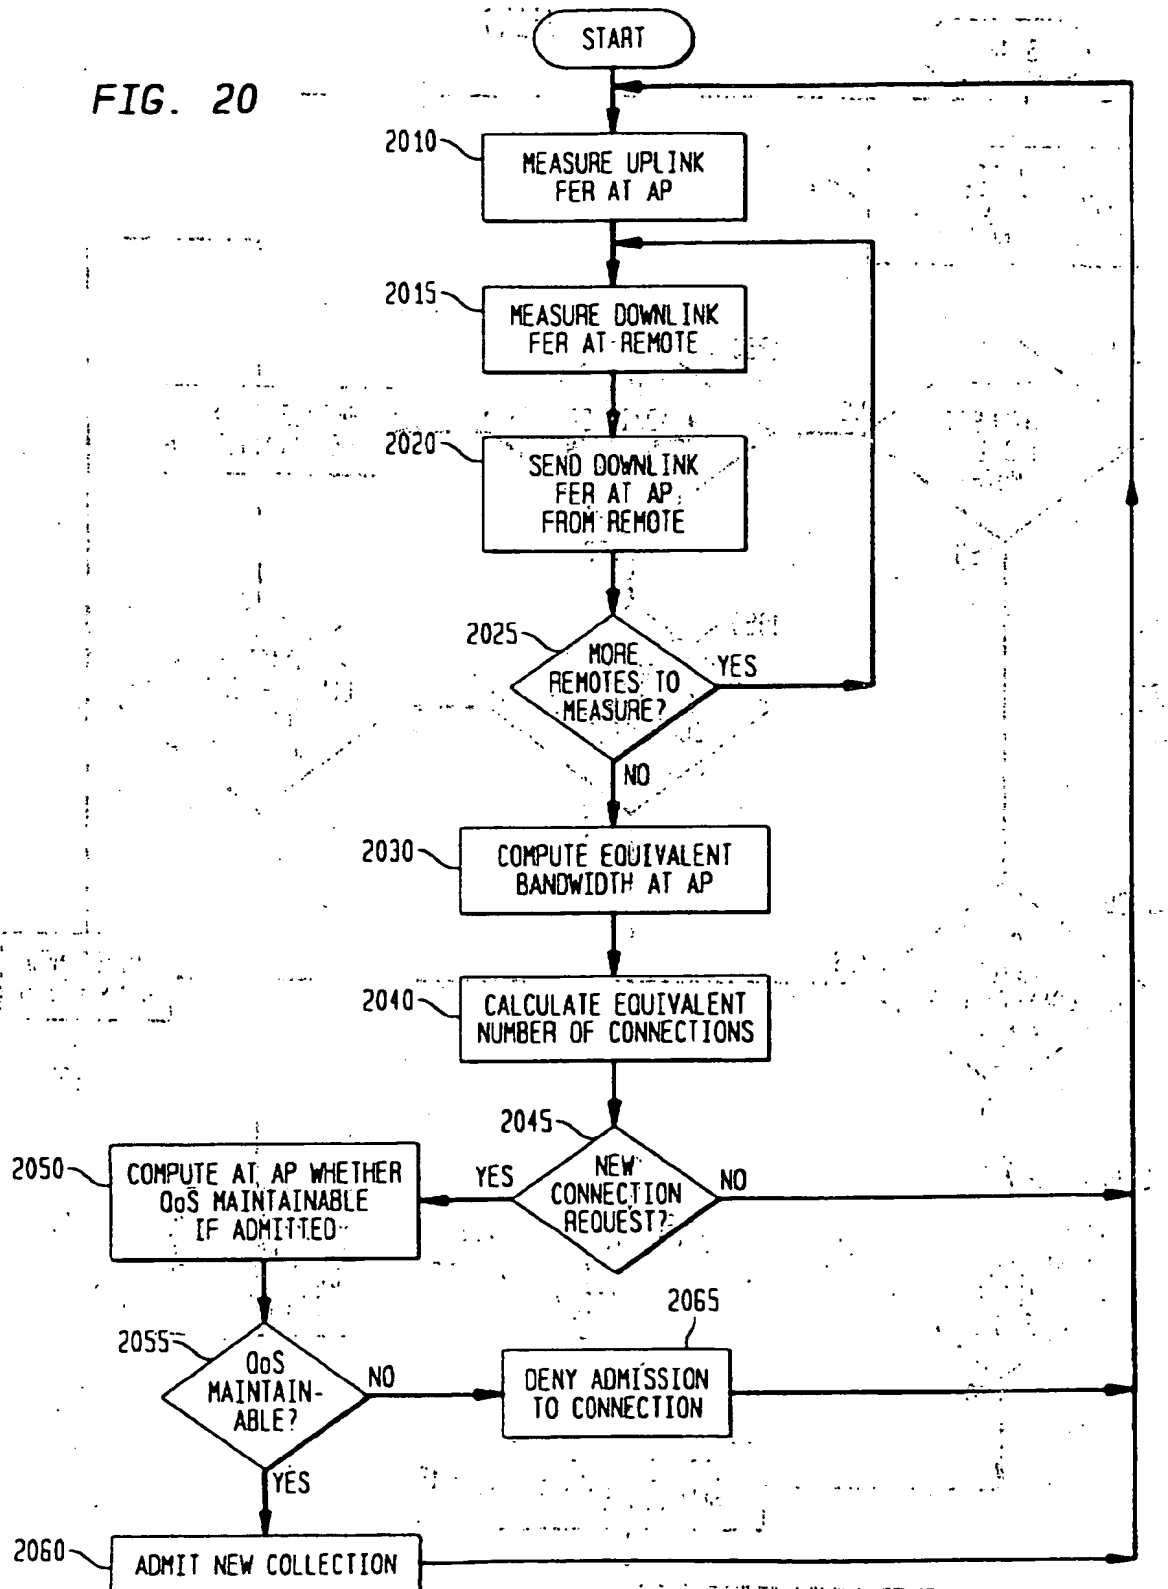 START
FIG. 20
2010
MEASURE UPLINK
FER AT AP
2015
MEASURE DOWNLINK
FER AT REMOTE
2020
SEND DOWNLINK
FER AT AP
FROM REMOTE
2025
MORE
REMOTES TO
MEASURE?
YES
NO
2030
COMPUTE EQUIVALENT
BANDWIDTH AT AP
2040
CALCULATE EQUIVALENT
NUMBER OF CONNECTIONS
2045
NEW
CONNECTION
REQUEST?
YES
NO
2050
COMPUTE AT AP WHETHER
QoS MAINTAINABLE
IF ADMITTED
2055
QoS
MAINTAIN-
ABLE?
NO
YES
2065
DENY ADMISSION
TO CONNECTION
2060
ADMIT NEW COLLECTION